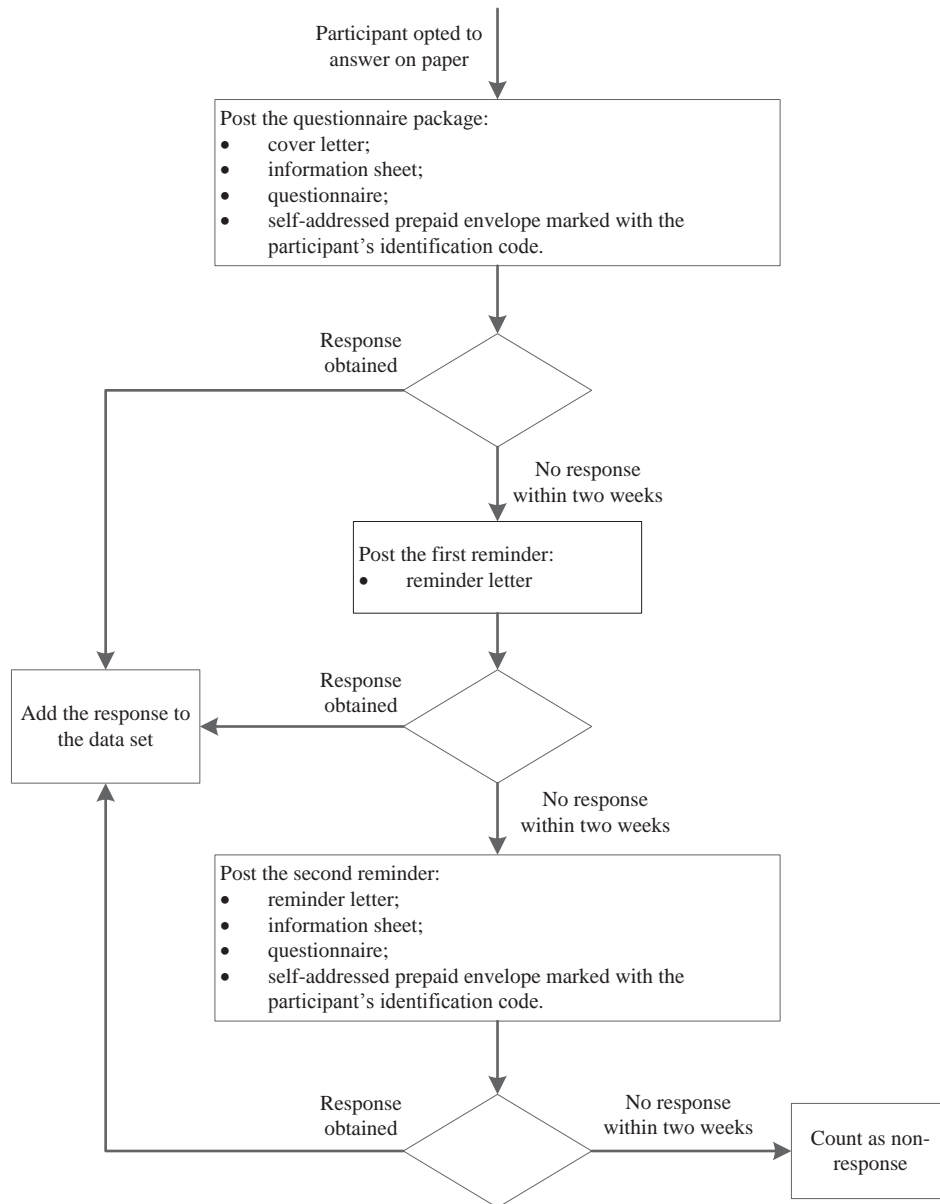 Participant opted to
answer on paper
Post the questionnaire package:
• cover letter;
• information sheet;
• questionnaire;
• self-addressed prepaid envelope marked with the
participant’s identification code.
Response
obtained
No response
within two weeks
Post the first reminder:
• reminder letter
Response
obtained
Add the response to
the data set
No response
within two weeks
Post the second reminder:
• reminder letter;
• information sheet;
• questionnaire;
• self-addressed prepaid envelope marked with the
participant’s identification code.
Response
obtained
No response
within two weeks
Count as non-
response